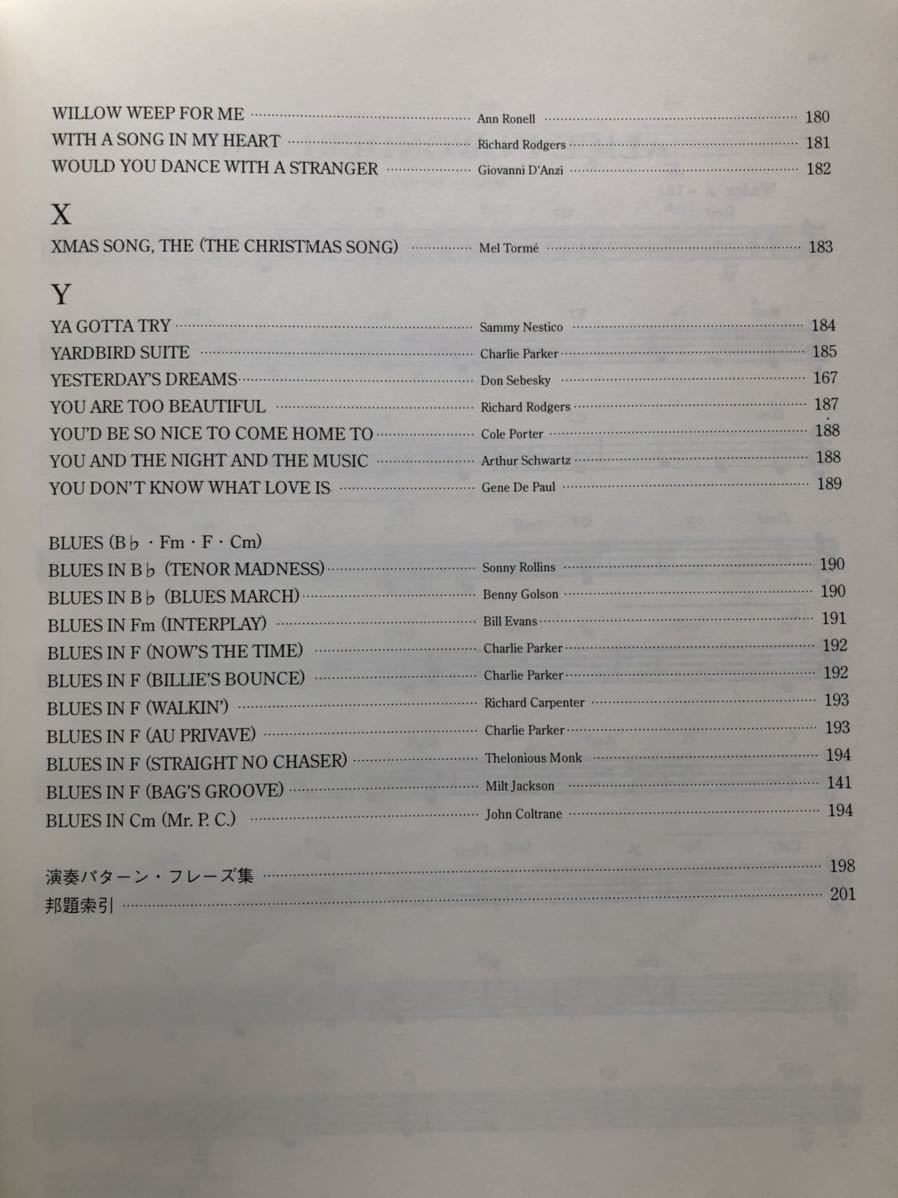 WILLOW WEEP FOR ME ········ Ann Ronell ········ 180
WITH A SONG IN MY HEART ········ Richard Rodgers ········ 181
WOULD YOU DANCE WITH A STRANGER ········ Giovanni D'Anzi ········ 182
X
XMAS SONG, THE (THE CHRISTMAS SONG) ········ Mel Tormé ········ 183
Y
YA GOTTA TRY ········ Sammy Nestico ········ 184
YARDBIRD SUITE ········ Charlie Parker ········ 185
YESTERDAY'S DREAMS ········ Don Sebesky ········ 167
YOU ARE TOO BEAUTIFUL ········ Richard Rodgers ········ 187
YOU'D BE SO NICE TO COME HOME TO ········ Cole Porter ········ 188
YOU AND THE NIGHT AND THE MUSIC ········ Arthur Schwartz ········ 188
YOU DON'T KNOW WHAT LOVE IS ········ Gene De Paul ········ 189
BLUES (B♭・Fm・F・Cm)
BLUES IN B♭ (TENOR MADNESS) ········ Sonny Rollins ········ 190
BLUES IN B♭ (BLUES MARCH) ········ Benny Golson ········ 190
BLUES IN Fm (INTERPLAY) ········ Bill Evans ········ 191
BLUES IN F (NOW'S THE TIME) ········ Charlie Parker ········ 192
BLUES IN F (BILLIE'S BOUNCE) ········ Charlie Parker ········ 192
BLUES IN F (WALKIN') ········ Richard Carpenter ········ 193
BLUES IN F (AU PRIVAVE) ········ Charlie Parker ········ 193
BLUES IN F (STRAIGHT NO CHASER) ········ Thelonious Monk ········ 194
BLUES IN F (BAG'S GROOVE) ········ Milt Jackson ········ 141
BLUES IN Cm (Mr. P. C.) ········ John Coltrane ········ 194
演奏パターン・フレーズ集 ········ 198
邦題索引 ········ 201